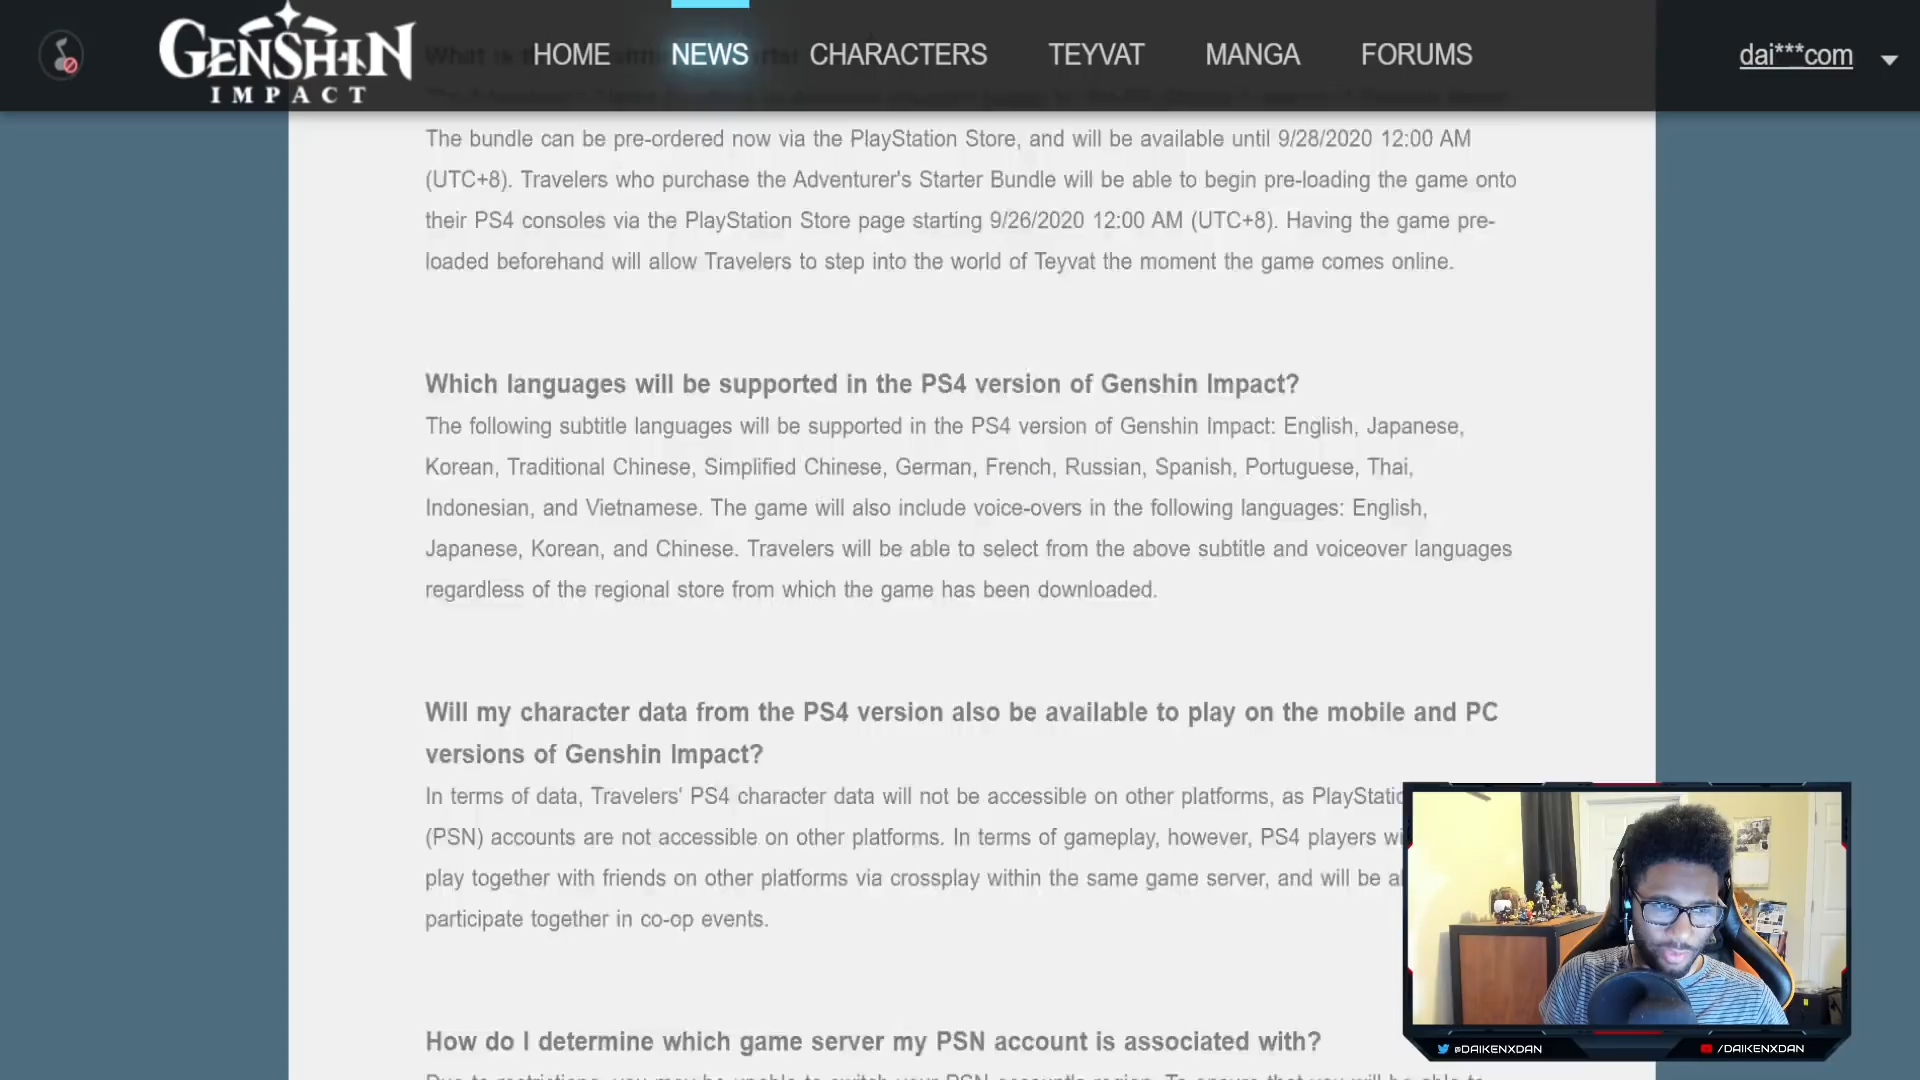 GENSHIN
IMPACT
HOME NEWS CHARACTERS TEYVAT MANGA FORUMS
dai***com
The bundle can be pre-ordered now via the PlayStation Store, and will be available until 9/28/2020 12:00 AM
(UTC+8). Travelers who purchase the Adventurer's Starter Bundle will be able to begin pre-loading the game onto
their PS4 consoles via the PlayStation Store page starting 9/26/2020 12:00 AM (UTC+8). Having the game pre-
loaded beforehand will allow Travelers to step into the world of Teyvat the moment the game comes online.
Which languages will be supported in the PS4 version of Genshin Impact?
The following subtitle languages will be supported in the PS4 version of Genshin Impact: English, Japanese,
Korean, Traditional Chinese, Simplified Chinese, German, French, Russian, Spanish, Portuguese, Thai,
Indonesian, and Vietnamese. The game will also include voice-overs in the following languages: English,
Japanese, Korean, and Chinese. Travelers will be able to select from the above subtitle and voiceover languages
regardless of the regional store from which the game has been downloaded.
Will my character data from the PS4 version also be available to play on the mobile and PC
versions of Genshin Impact?
In terms of data, Travelers' PS4 character data will not be accessible on other platforms, as PlayStatio
(PSN) accounts are not accessible on other platforms. In terms of gameplay, however, PS4 players wi
play together with friends on other platforms via crossplay within the same game server, and will be a
participate together in co-op events.
How do I determine which game server my PSN account is associated with?
@DAIKENXDAN
/DAIKENXDAN